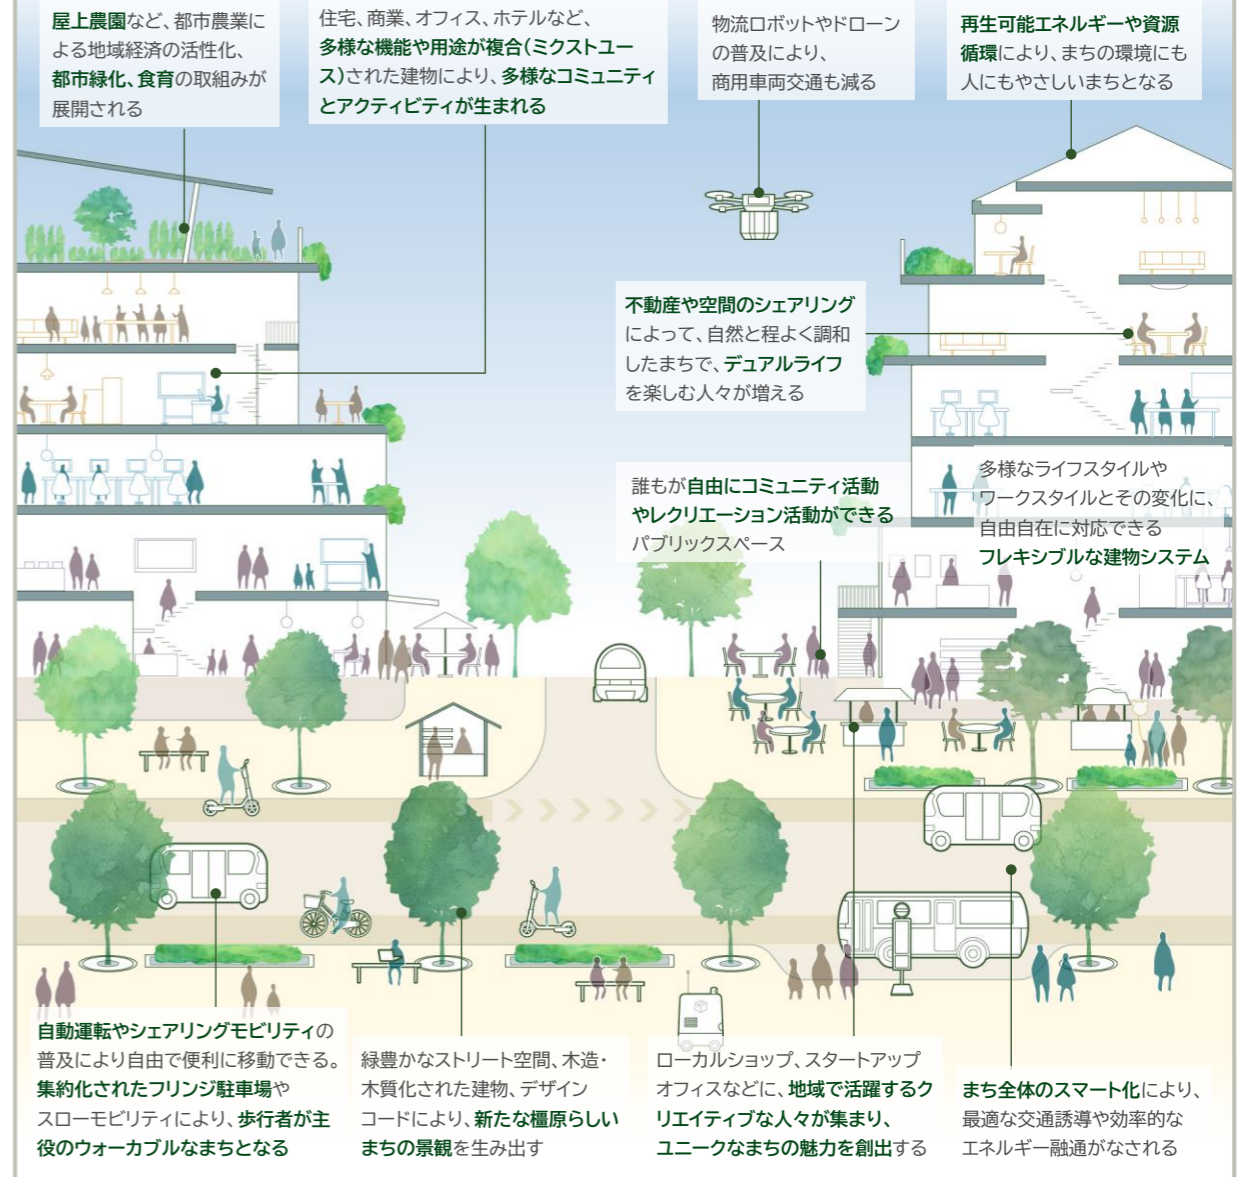 屋上農園など、都市農業に
よる地域経済の活性化、
都市緑化、食育の取組みが
展開される
住宅、商業、オフィス、ホテルなど、
多様な機能や用途が複合(ミクストユー
ス)された建物により、多様なコミュニティ
とアクティビティが生まれる
物流ロボットやドローン
の普及により、
商用車両交通も減る
再生可能エネルギーや資源
循環により、まちの環境にも
人にもやさしいまちとなる
不動産や空間のシェアリング
によって、自然と程よく調和
したまちで、デュアルライフ
を楽しむ人々が増える
誰もが自由にコミュニティ活動
やレクリエーション活動ができる
パブリックスペース
多様なライフスタイルや
ワークスタイルとその変化に、
自由自在に対応できる
フレキシブルな建物システム
自動運転やシェアリングモビリティの
普及により自由で便利に移動できる。
集約化されたフリンジ駐車場や
スローモビリティにより、歩行者が主
役のウォーカブルなまちとなる
緑豊かなストリート空間、木造・
木質化された建物、デザイン
コードにより、新たな橿原らしい
まちの景観を生み出す
ローカルショップ、スタートアップ
オフィスなどに、地域で活躍するク
リエイティブな人々が集まり、
ユニークなまちの魅力を創出する
まち全体のスマート化により、
最適な交通誘導や効率的な
エネルギー融通がなされる